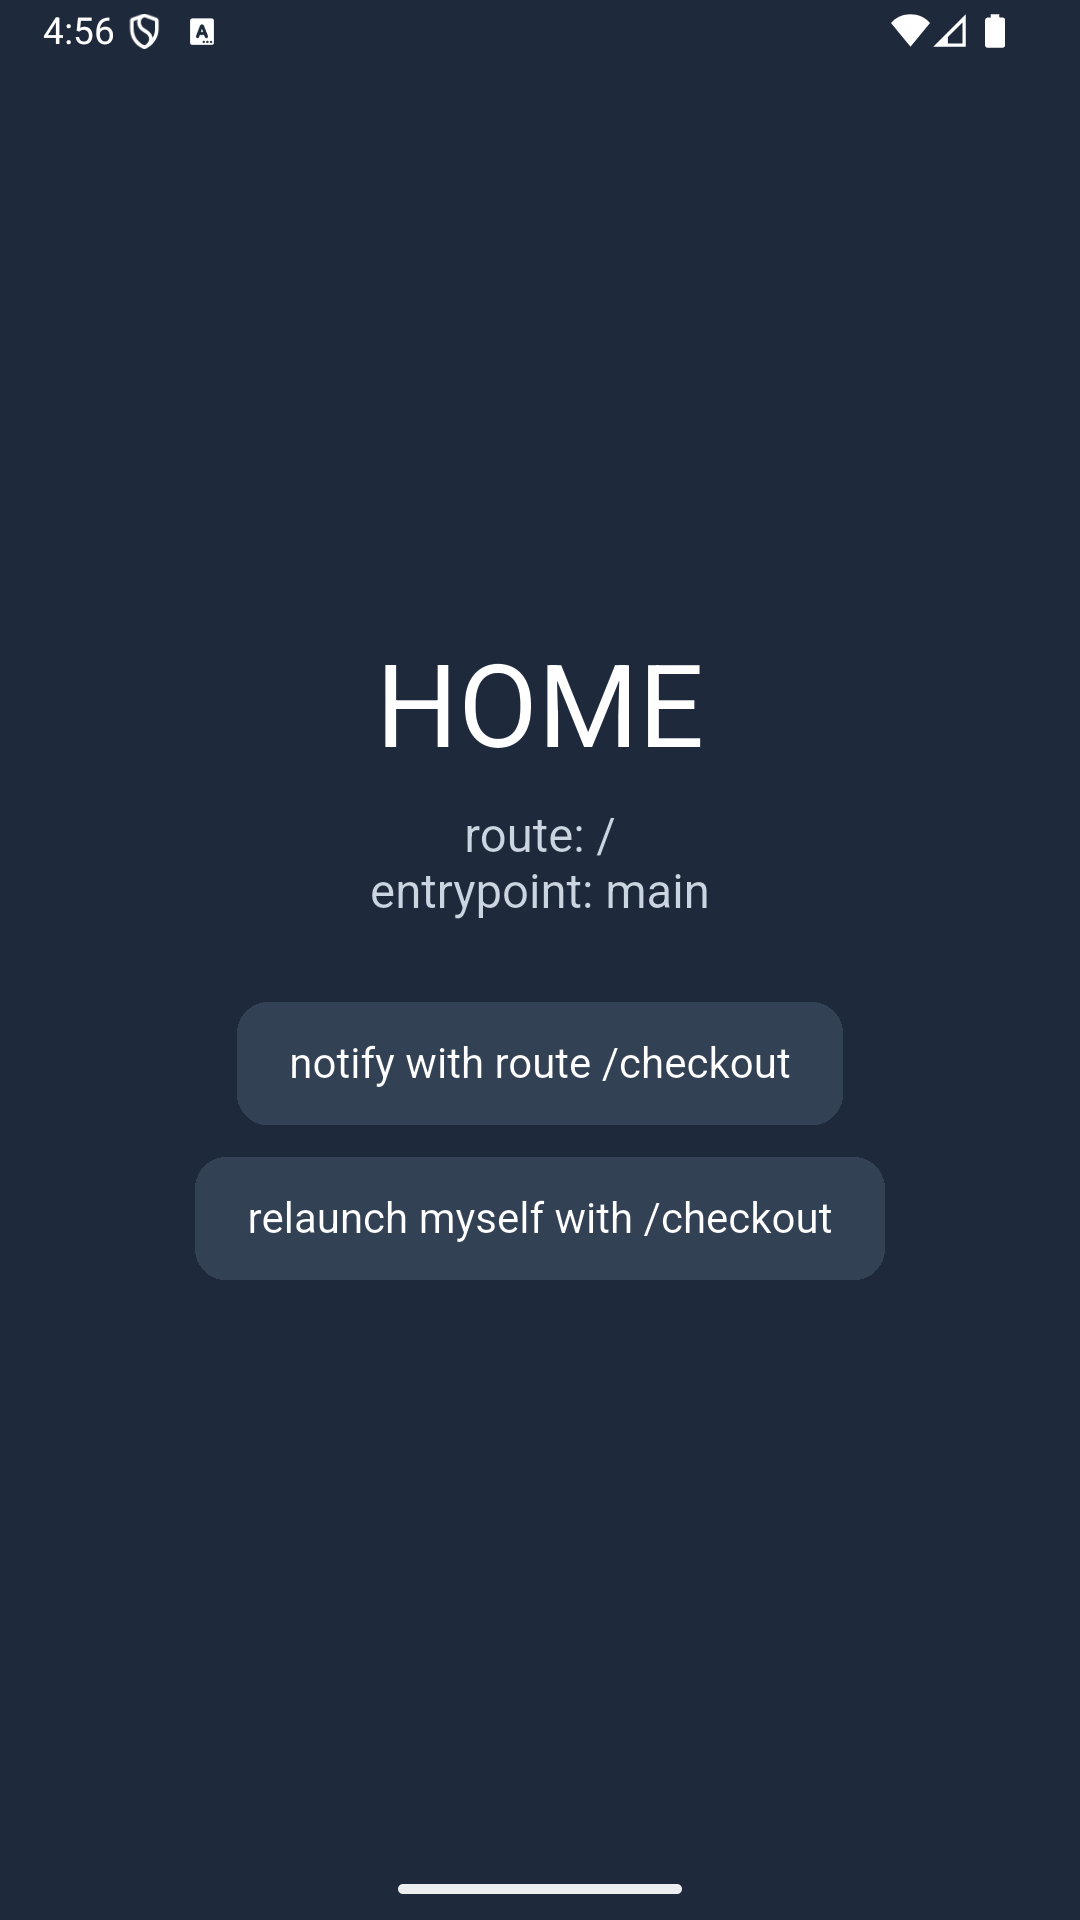 4:56
HOME
route: /
entrypoint: main
notify with route /checkout
relaunch myself with /checkout